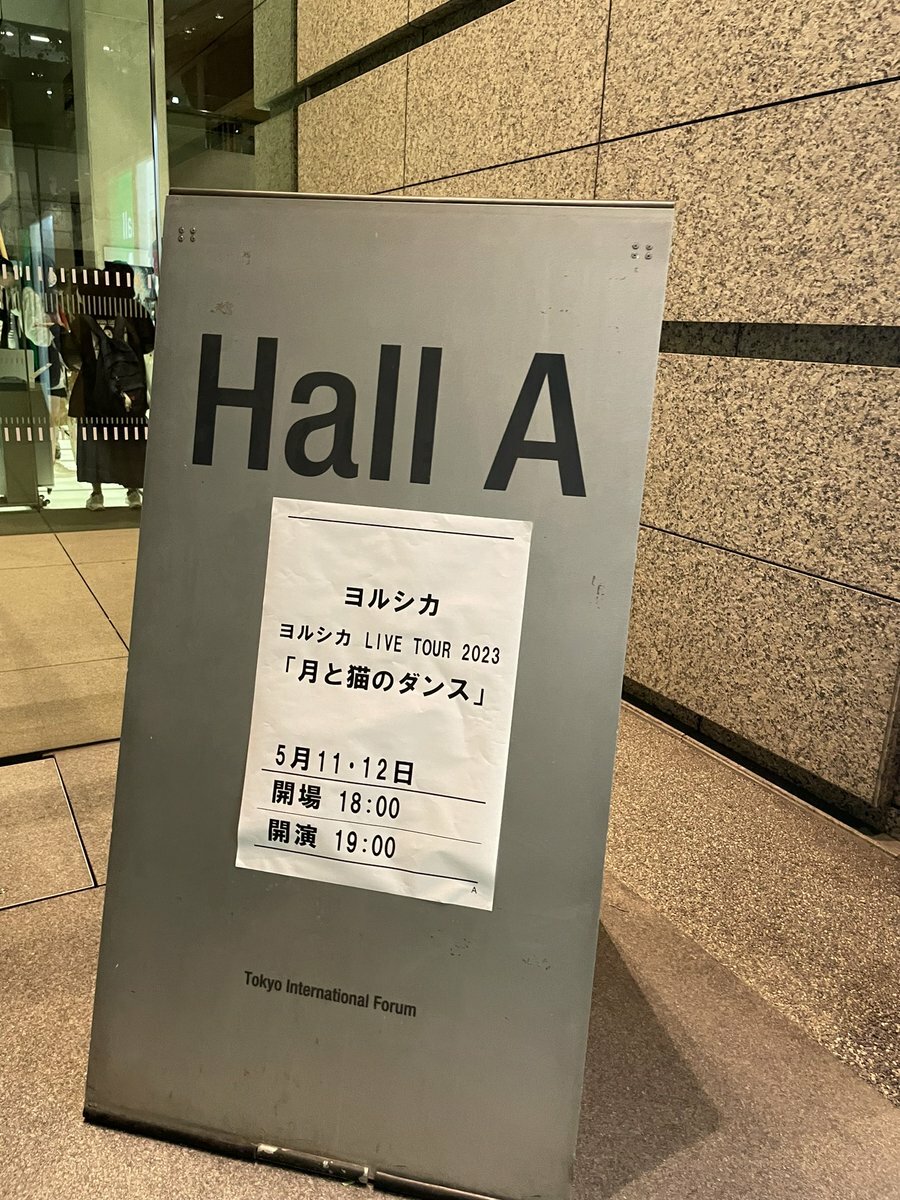 Hall A
ヨルシカ
ヨルシカ LIVE TOUR 2023
「月と猫のダンス」
5月11・12日
開場 18:00
開演 19:00
A
Tokyo International Forum